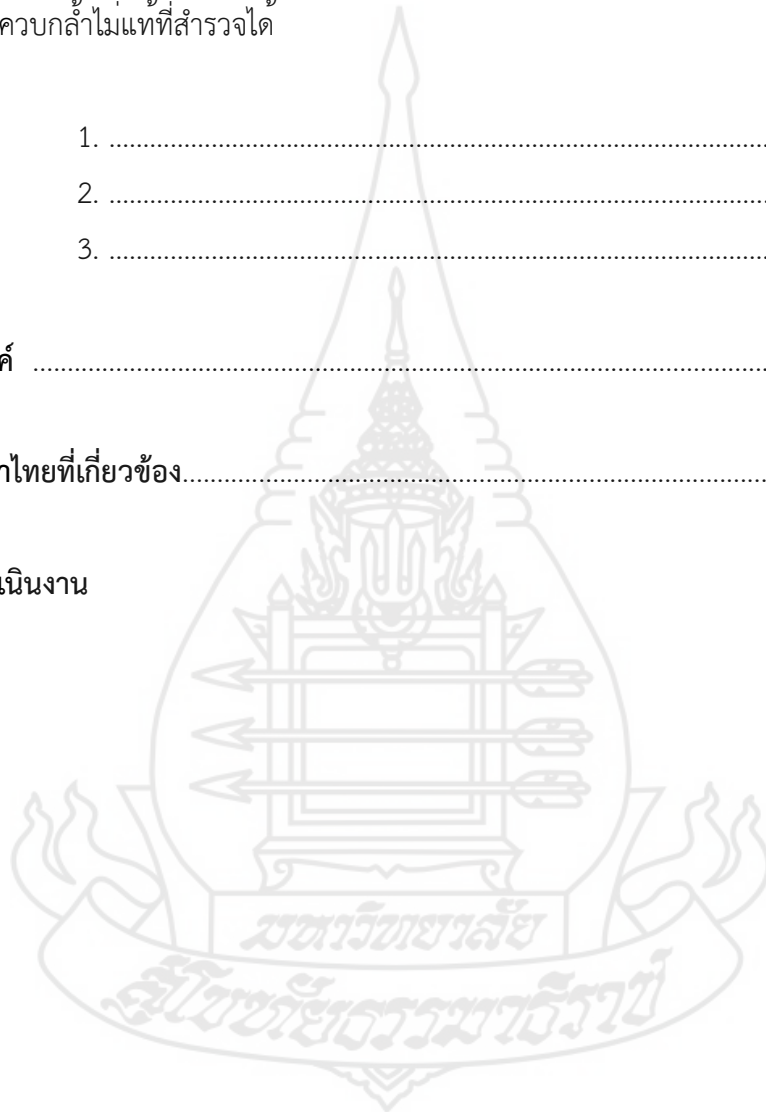 ควบกล้ำไม่แท้ที่สำรวจได้
1. ..................................................................................................
2. ..................................................................................................
3. ..................................................................................................
ค์ ..............................................................................................................
าไทยที่เกี่ยวข้อง.......................................................................................
เนินงาน
มหาวิทยาลัย
สุโขทัยธรรมาธิราช